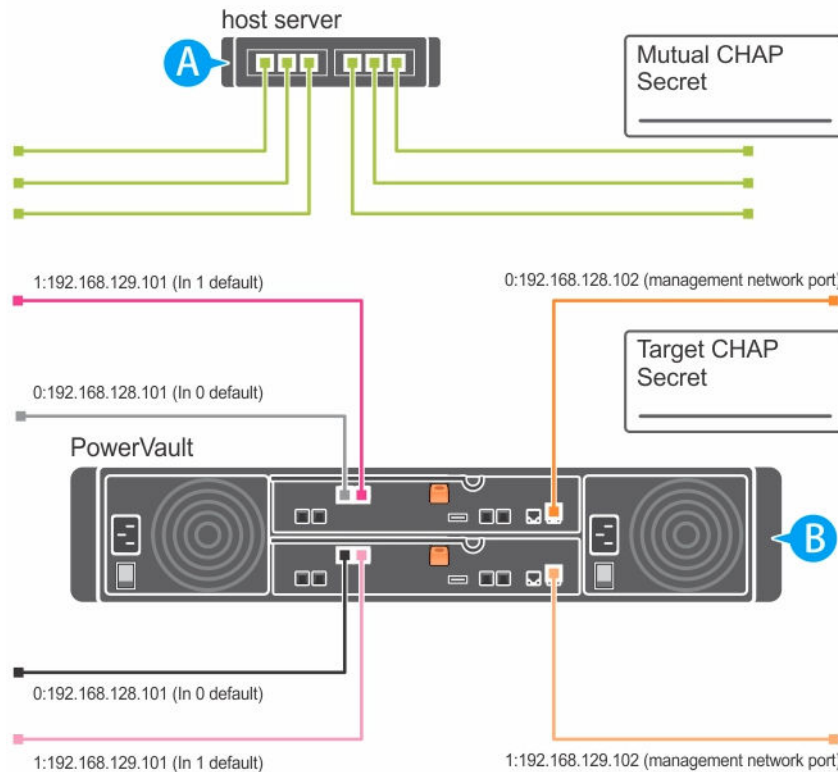 host server
A
Mutual CHAP
Secret
1:192.168.129.101 (In 1 default)
0:192.168.128.102 (management network port)
Target CHAP
Secret
0:192.168.128.101 (In 0 default)
PowerVault
B
0:192.168.128.101 (In 0 default)
1:192.168.129.101 (In 1 default)
1:192.168.129.102 (management network port)